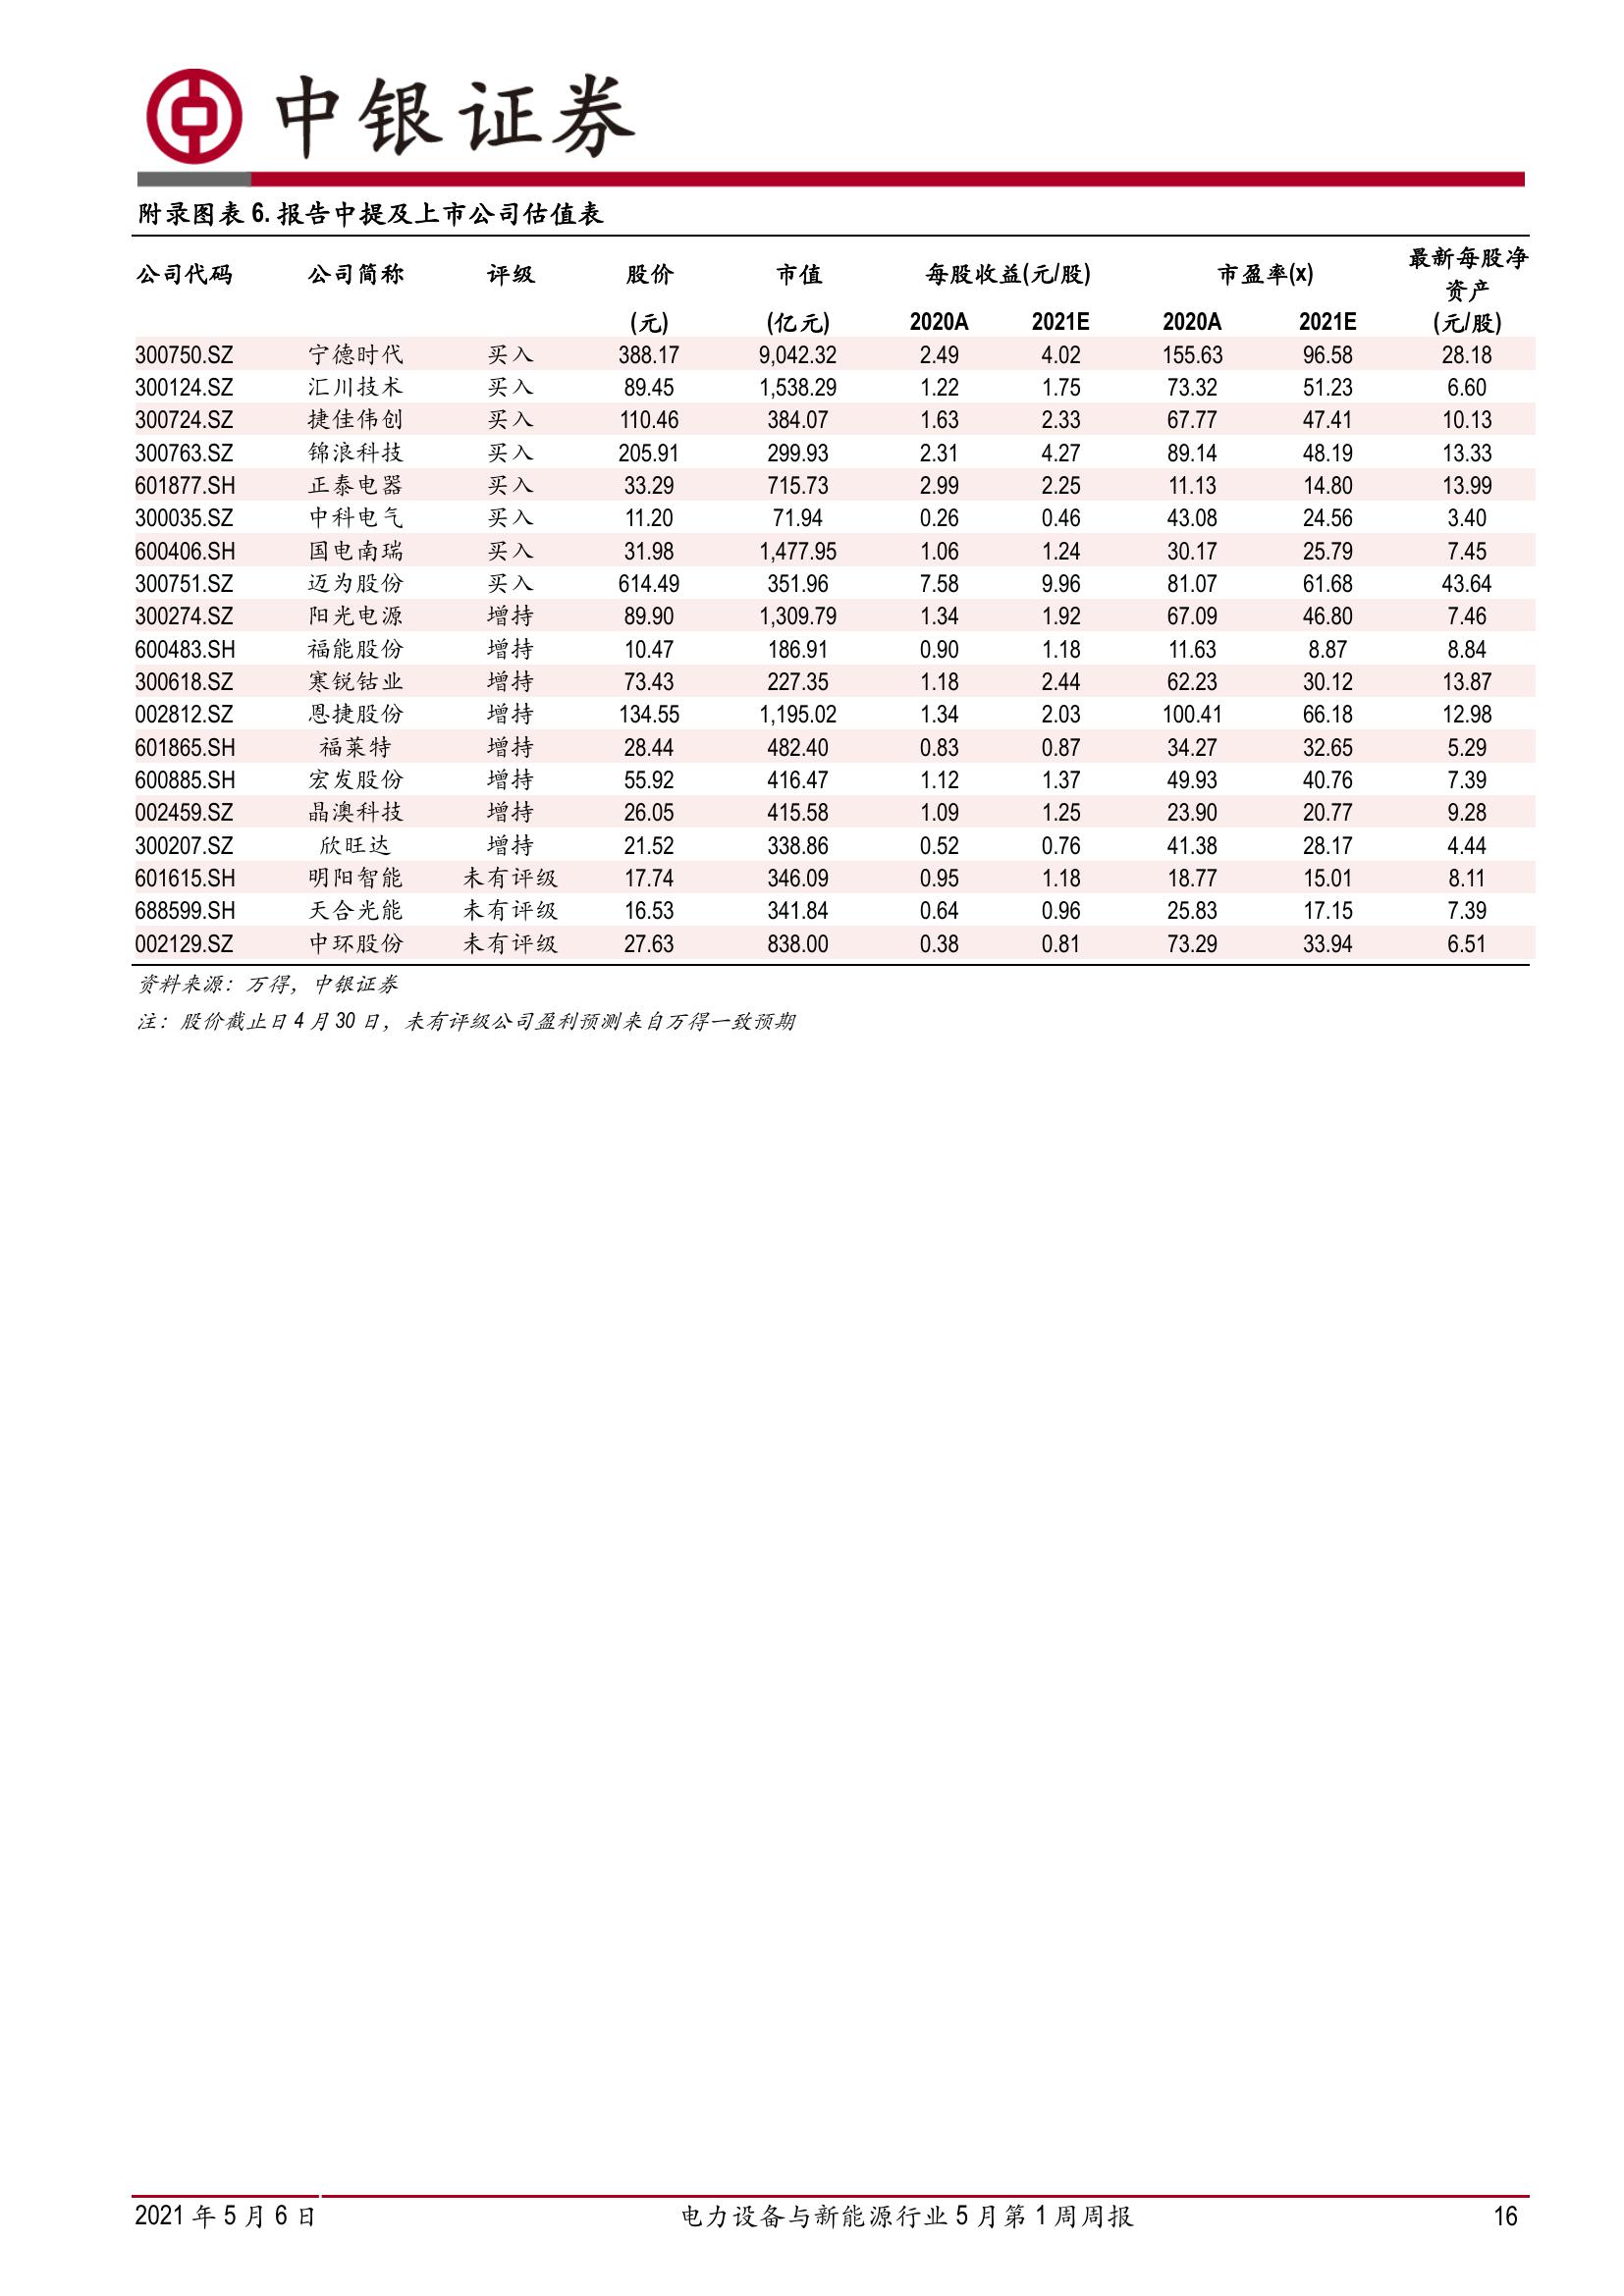 中银证券
附录图表 6. 报告中提及上市公司估值表
公司代码 公司简称 评级 股价 市值 每股收益(元/股) 市盈率(x) 最新每股净资产
(元) (亿元) 2020A 2021E 2020A 2021E (元/股)
300750.SZ 宁德时代 买入 388.17 9,042.32 2.49 4.02 155.63 96.58 28.18
300124.SZ 汇川技术 买入 89.45 1,538.29 1.22 1.75 73.32 51.23 6.60
300724.SZ 捷佳伟创 买入 110.46 384.07 1.63 2.33 67.77 47.41 10.13
300763.SZ 锦浪科技 买入 205.91 299.93 2.31 4.27 89.14 48.19 13.33
601877.SH 正泰电器 买入 33.29 715.73 2.99 2.25 11.13 14.80 13.99
300035.SZ 中科电气 买入 11.20 71.94 0.26 0.46 43.08 24.56 3.40
600406.SH 国电南瑞 买入 31.98 1,477.95 1.06 1.24 30.17 25.79 7.45
300751.SZ 迈为股份 买入 614.49 351.96 7.58 9.96 81.07 61.68 43.64
300274.SZ 阳光电源 增持 89.90 1,309.79 1.34 1.92 67.09 46.80 7.46
600483.SH 福能股份 增持 10.47 186.91 0.90 1.18 11.63 8.87 8.84
300618.SZ 寒锐钴业 增持 73.43 227.35 1.18 2.44 62.23 30.12 13.87
002812.SZ 恩捷股份 增持 134.55 1,195.02 1.34 2.03 100.41 66.18 12.98
601865.SH 福莱特 增持 28.44 482.40 0.83 0.87 34.27 32.65 5.29
600885.SH 宏发股份 增持 55.92 416.47 1.12 1.37 49.93 40.76 7.39
002459.SZ 晶澳科技 增持 26.05 415.58 1.09 1.25 23.90 20.77 9.28
300207.SZ 欣旺达 增持 21.52 338.86 0.52 0.76 41.38 28.17 4.44
601615.SH 明阳智能 未有评级 17.74 346.09 0.95 1.18 18.77 15.01 8.11
688599.SH 天合光能 未有评级 16.53 341.84 0.64 0.96 25.83 17.15 7.39
002129.SZ 中环股份 未有评级 27.63 838.00 0.38 0.81 73.29 33.94 6.51
资料来源：万得，中银证券
注：股价截止日 4 月 30 日，未有评级公司盈利预测来自万得一致预期
2021 年 5 月 6 日 电力设备与新能源行业 5 月第 1 周周报 16